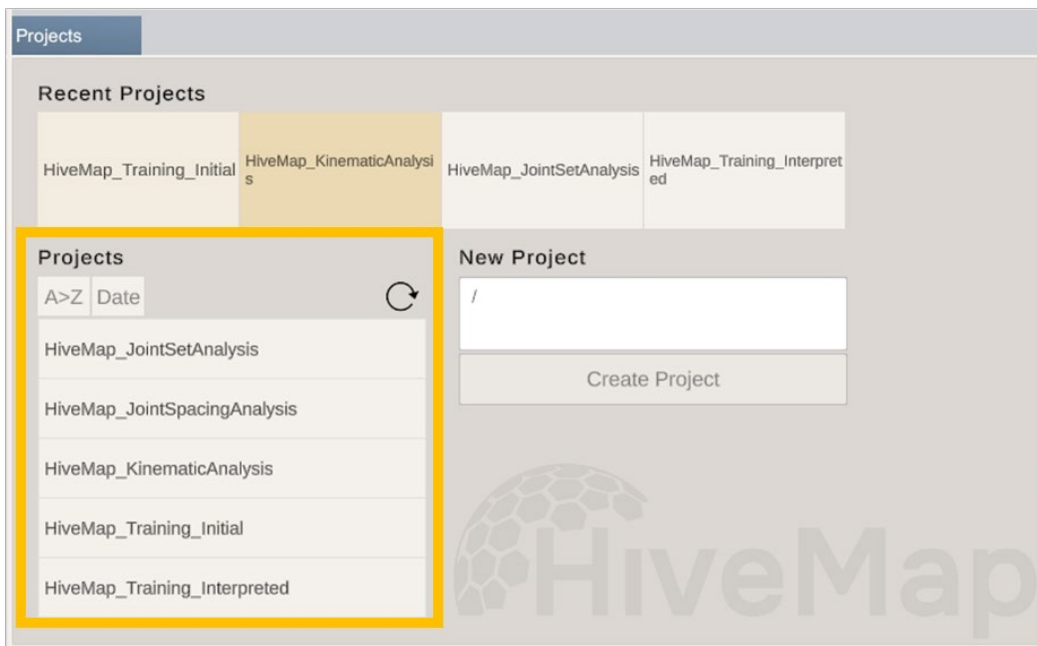 Projects
Recent Projects
HiveMap_Training_Initial
HiveMap_KinematicAnalysi
s
HiveMap_JointSetAnalysis
HiveMap_Training_Interpret
ed
Projects
A>Z Date
HiveMap_JointSetAnalysis
HiveMap_JointSpacingAnalysis
HiveMap_KinematicAnalysis
HiveMap_Training_Initial
HiveMap_Training_Interpreted
New Project
/
Create Project
HiveMap